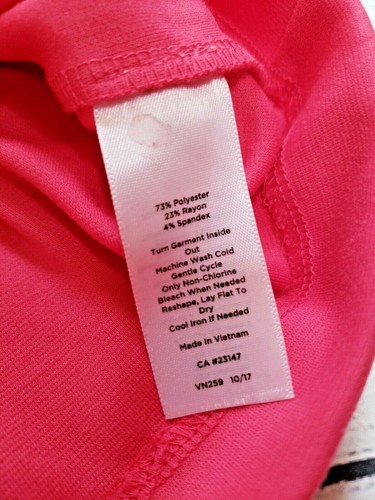 73% Polyester
23% Rayon
4% Spandex
Turn Garment Inside
Out
Machine Wash Cold
Gentle Cycle
Only Non-Chlorine
Bleach When Needed
Reshape, Lay Flat To
Dry
Cool Iron If Needed
Made in Vietnam
CA #23147
VN259 10/17